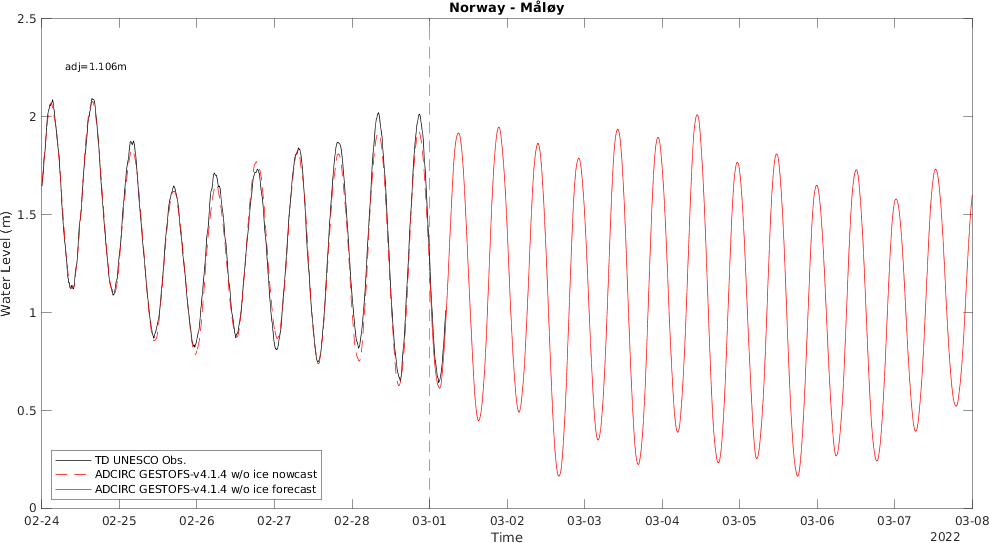 Norway - Måløy
2.5
adj=1.106m
2
1.5
Water Level (m)
1
0.5
TD UNESCO Obs.
ADCIRC GESTOFS-v4.1.4 w/o ice nowcast
ADCIRC GESTOFS-v4.1.4 w/o ice forecast
0
02-24 02-25 02-26 02-27 02-28 03-01 03-02 03-03 03-04 03-05 03-06 03-07 03-08
Time
2022